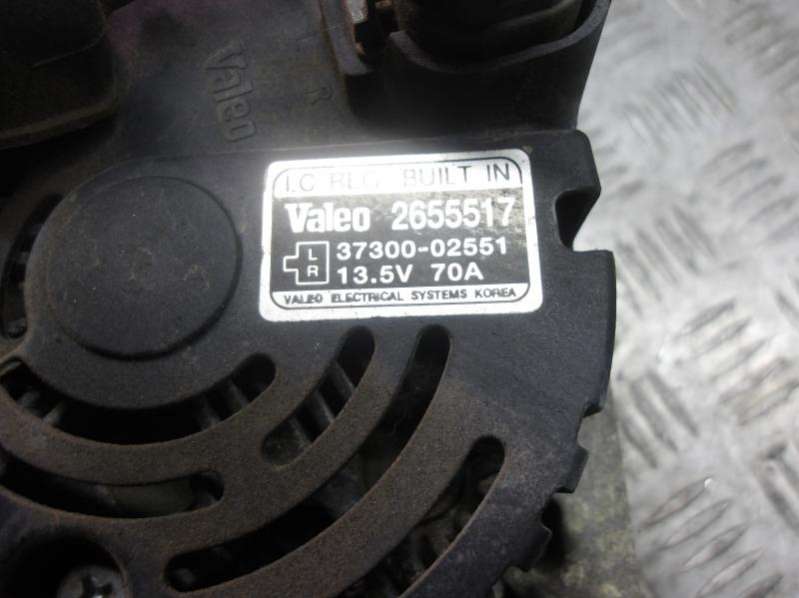 Valeo
R
I.C REG. BUILT IN
Valeo 2655517
L 37300-02551
R 13.5V 70A
VALEO ELECTRICAL SYSTEMS KOREA